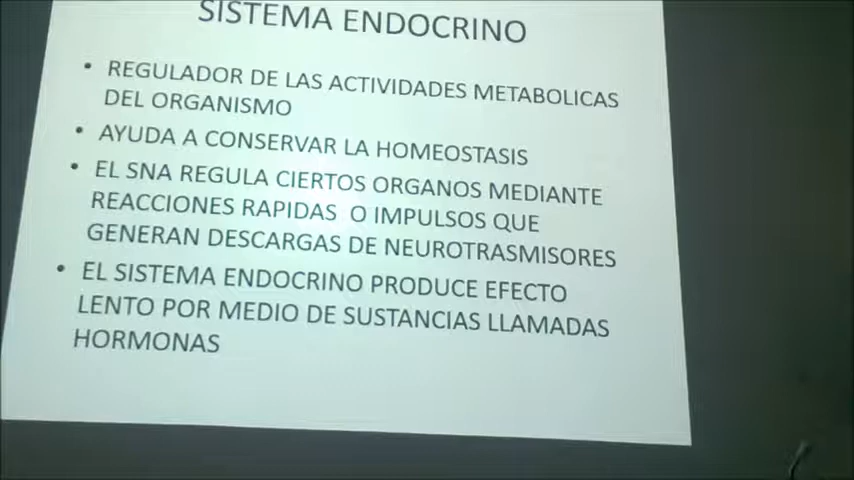 SISTEMA ENDOCRINO
• REGULADOR DE LAS ACTIVIDADES METABOLICAS
DEL ORGANISMO
• AYUDA A CONSERVAR LA HOMEOSTASIS
• EL SNA REGULA CIERTOS ORGANOS MEDIANTE
REACCIONES RAPIDAS O IMPULSOS QUE
GENERAN DESCARGAS DE NEUROTRASMISORES
• EL SISTEMA ENDOCRINO PRODUCE EFECTO
LENTO POR MEDIO DE SUSTANCIAS LLAMADAS
HORMONAS